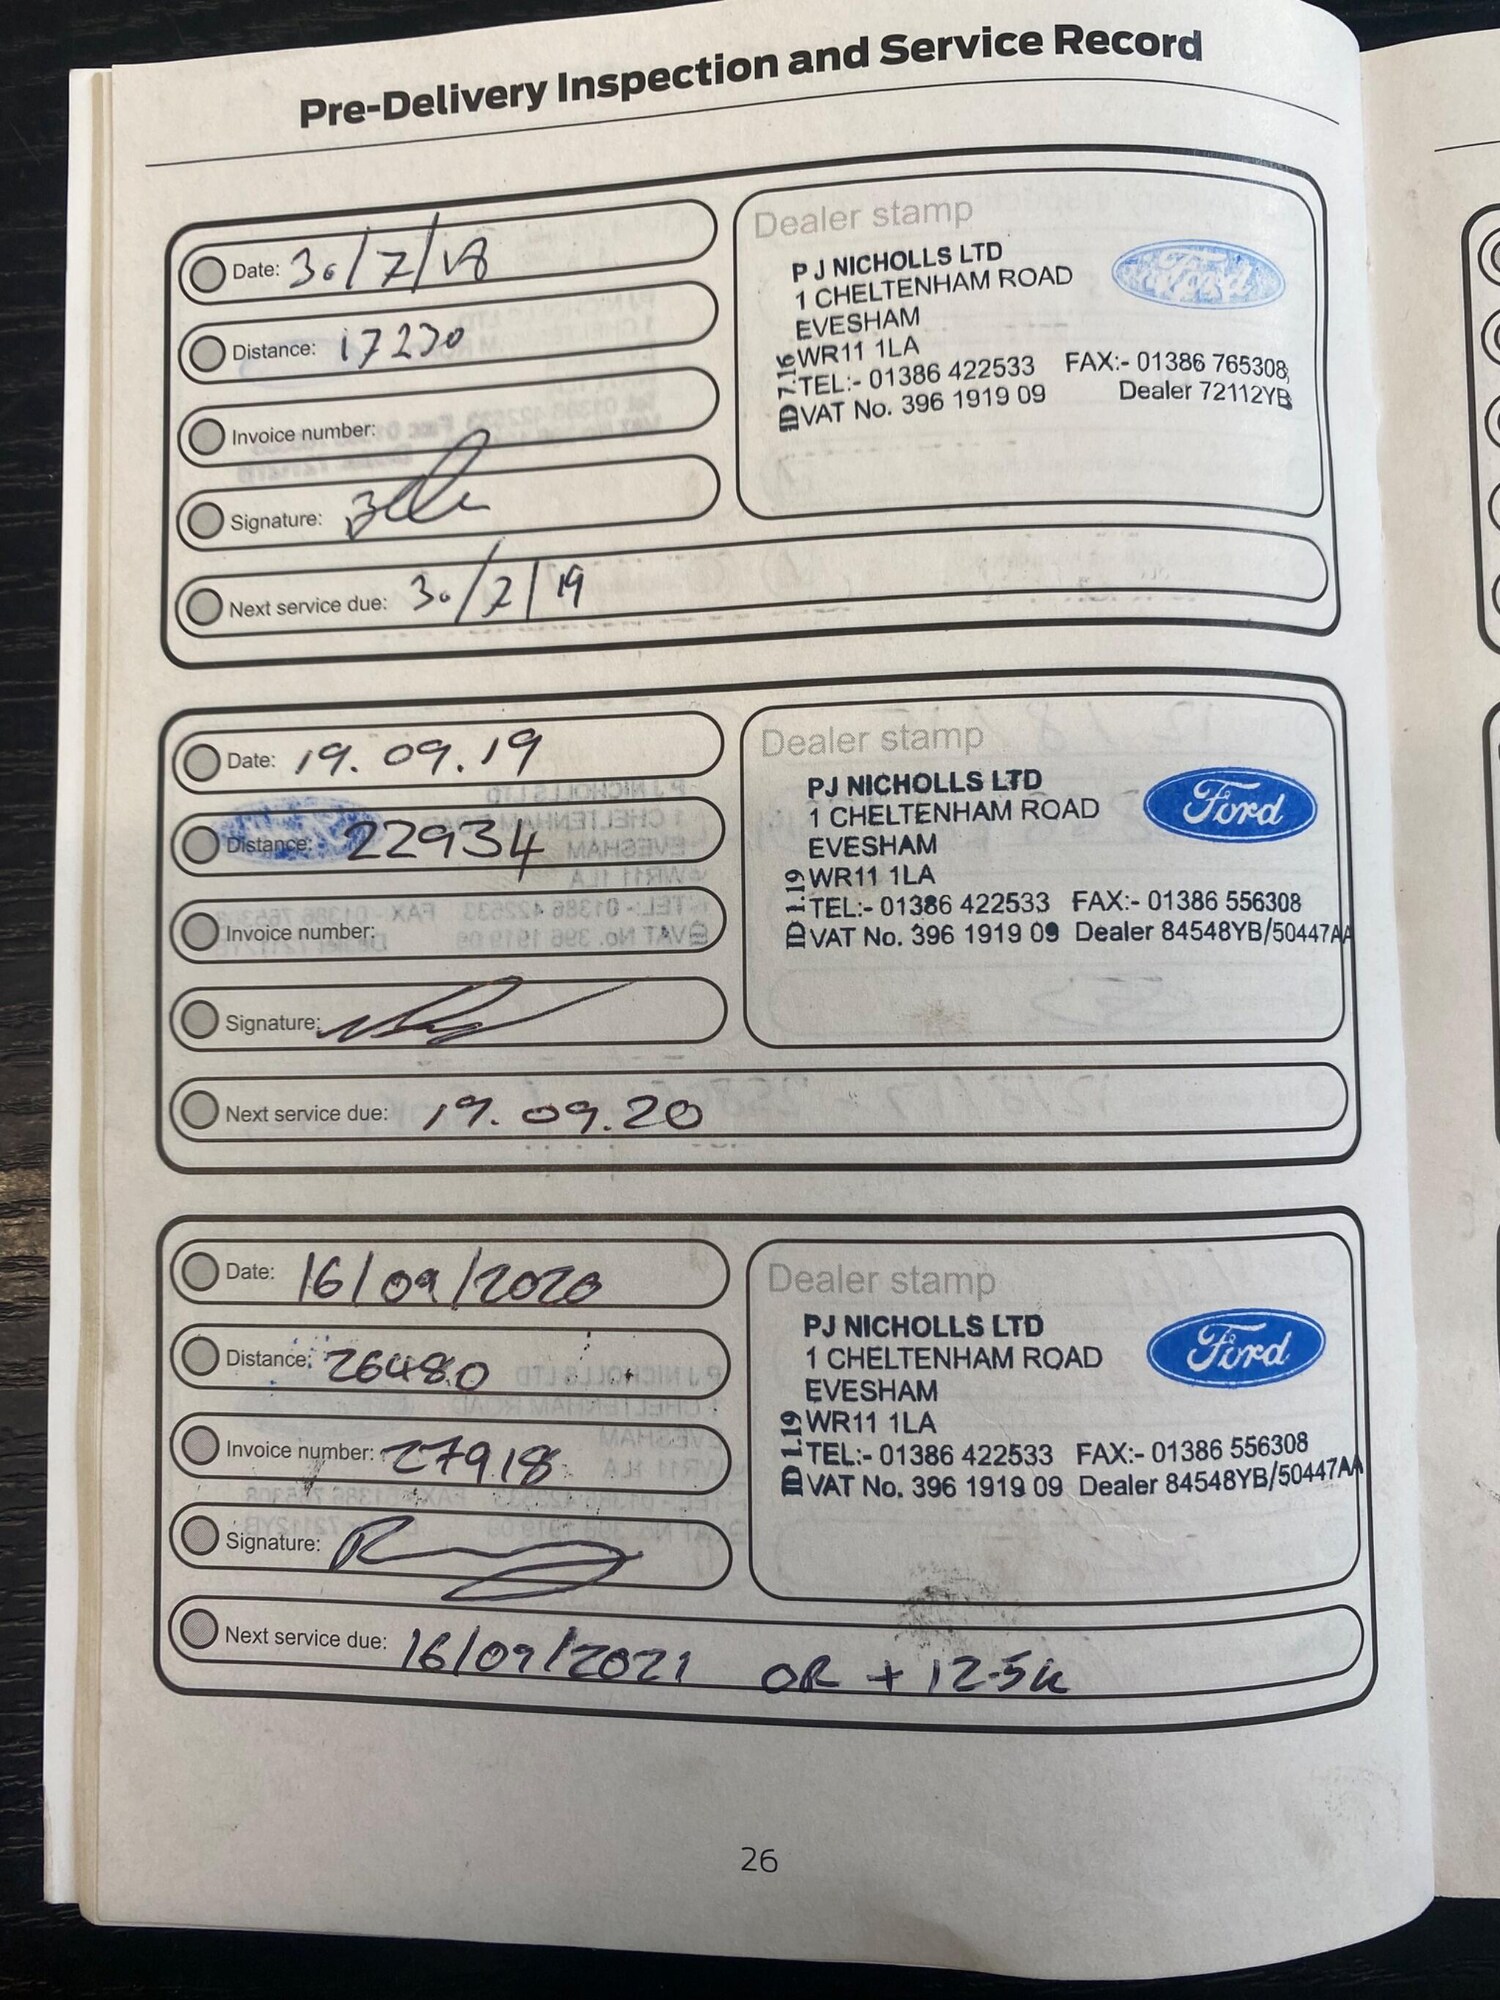 Pre-Delivery Inspection and Service Record
Date: 30/7/18
Distance: 17230
Invoice number:
Signature:
Next service due: 30/7/19
Dealer stamp
P J NICHOLLS LTD
1 CHELTENHAM ROAD
EVESHAM
WR11 1LA
TEL:- 01386 422533 FAX:- 01386 765308
VAT No. 396 1919 09 Dealer 72112YB
ID 7.16
Ford
Date: 19.09.19
Distance: 22934
Invoice number:
Signature:
Next service due: 19.09.20
Dealer stamp
PJ NICHOLLS LTD
1 CHELTENHAM ROAD
EVESHAM
WR11 1LA
TEL:- 01386 422533 FAX:- 01386 556308
VAT No. 396 1919 09 Dealer 84548YB/50447AA
ID 1.19
Ford
Date: 16/09/2020
Distance: 26480
Invoice number: 27918
Signature:
Next service due: 16/09/2021 OR + 12.5K
Dealer stamp
PJ NICHOLLS LTD
1 CHELTENHAM ROAD
EVESHAM
WR11 1LA
TEL:- 01386 422533 FAX:- 01386 556308
VAT No. 396 1919 09 Dealer 84548YB/50447AA
ID 1.19
Ford
26